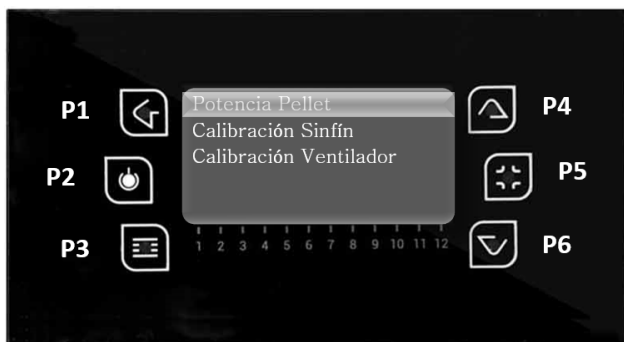 P1
P2
P3
Potencia Pellet
Calibración Sinfín
Calibración Ventilador
1 2 3 4 5 6 7 8 9 10 11 12
P4
P5
P6